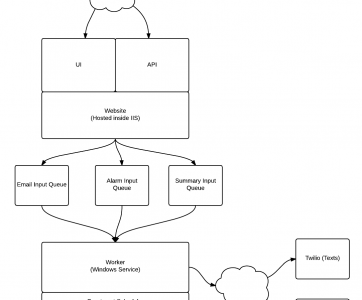 UI
API
Website
(Hosted inside IIS)
Email Input Queue
Alarm Input
Queue
Summary Input
Queue
Worker
(Windows Service)
Twilio (Texts)